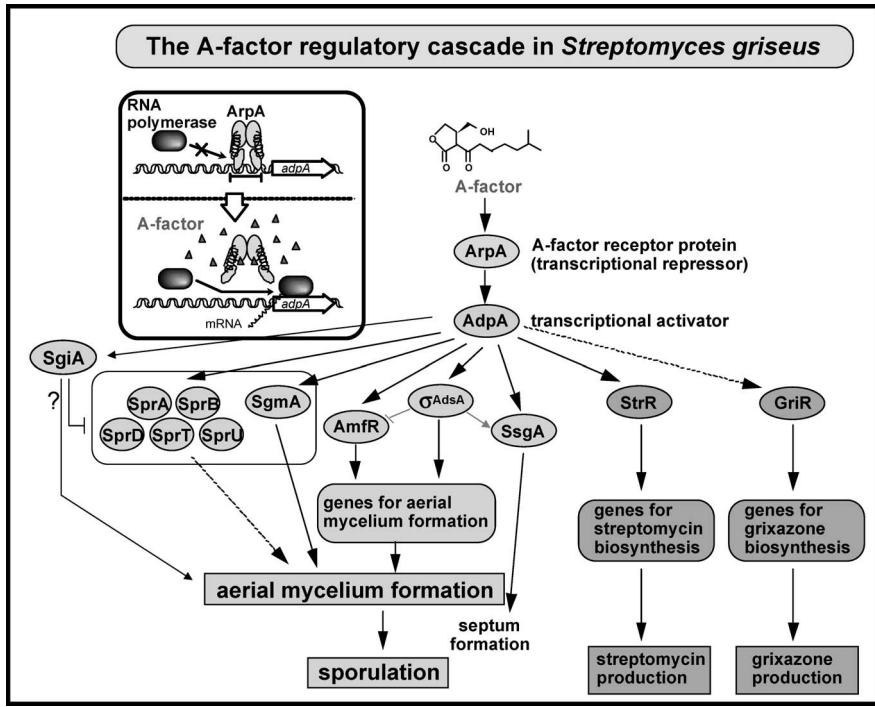 The A-factor regulatory cascade in Streptomyces griseus
RNA
polymerase
ArpA
adpA
A-factor
adpA
mRNA
O
O
O
OH
A-factor
ArpA
A-factor receptor protein
(transcriptional repressor)
AdpA
transcriptional activator
SgiA
?
SprA
SprB
SgmA
SprD
SprT
SprU
AmfR
σAdsA
SsgA
StrR
GriR
genes for aerial
mycelium formation
genes for
streptomycin
biosynthesis
genes for
grixazone
biosynthesis
aerial mycelium formation
septum
formation
sporulation
streptomycin
production
grixazone
production